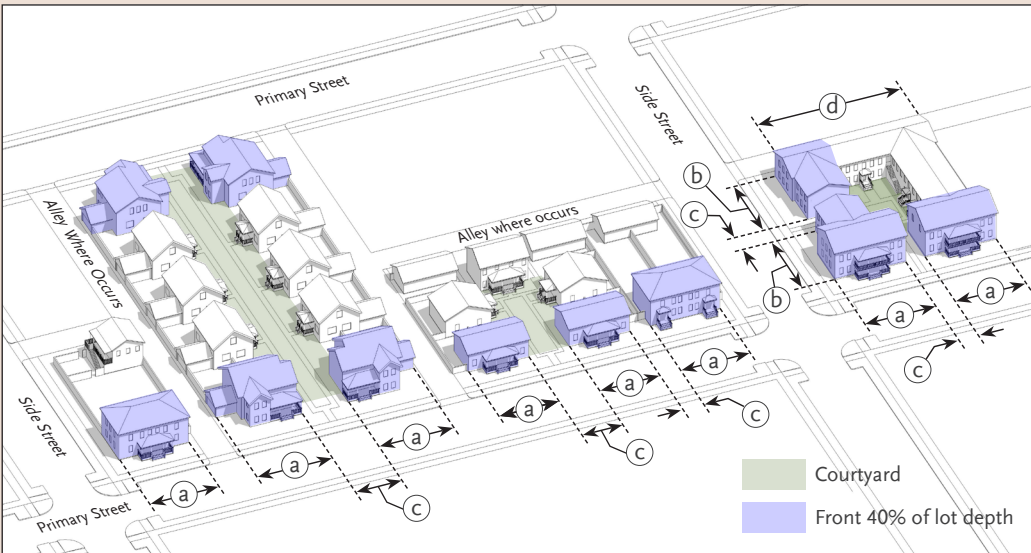 Primary Street
Side Street
d
b
c
b
Alley Where Occurs
Alley where occurs
a
a
c
a
c
a
a
c
a
a
c
Side Street
Primary Street
Courtyard
Front 40% of lot depth